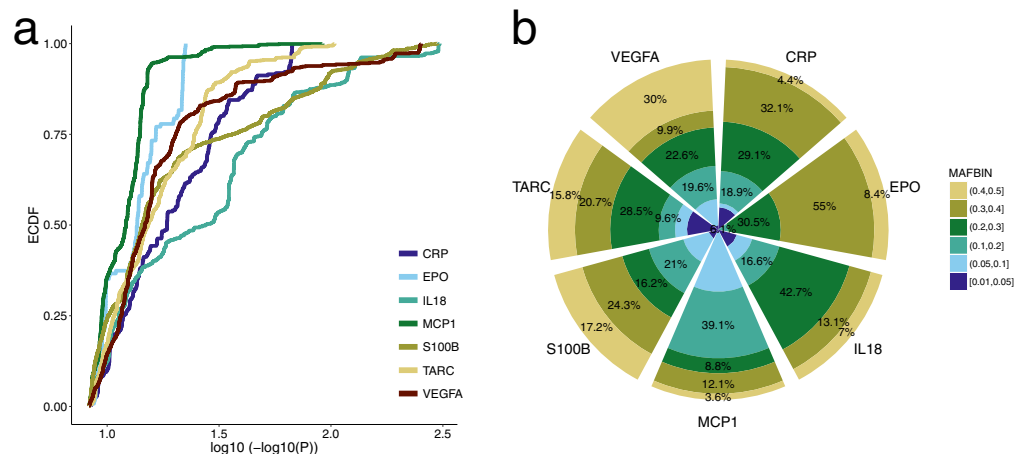 a
1.00
0.75
0.50
0.25
0.00
ECDF
1.0
1.5
2.0
2.5
log10 (−log10(P))
CRP
EPO
IL18
MCP1
S100B
TARC
VEGFA
b
VEGFA
CRP
30%
4.4%
32.1%
9.9%
22.6%
29.1%
19.6%
18.9%
TARC
15.8%
20.7%
28.5%
9.6%
30.5%
55%
8.4%
EPO
21%
16.6%
16.2%
42.7%
24.3%
13.1%
17.2%
7%
39.1%
S100B
IL18
8.8%
12.1%
3.6%
MCP1
MAFBIN
(0.4,0.5]
(0.3,0.4]
(0.2,0.3]
(0.1,0.2]
(0.05,0.1]
[0.01,0.05]